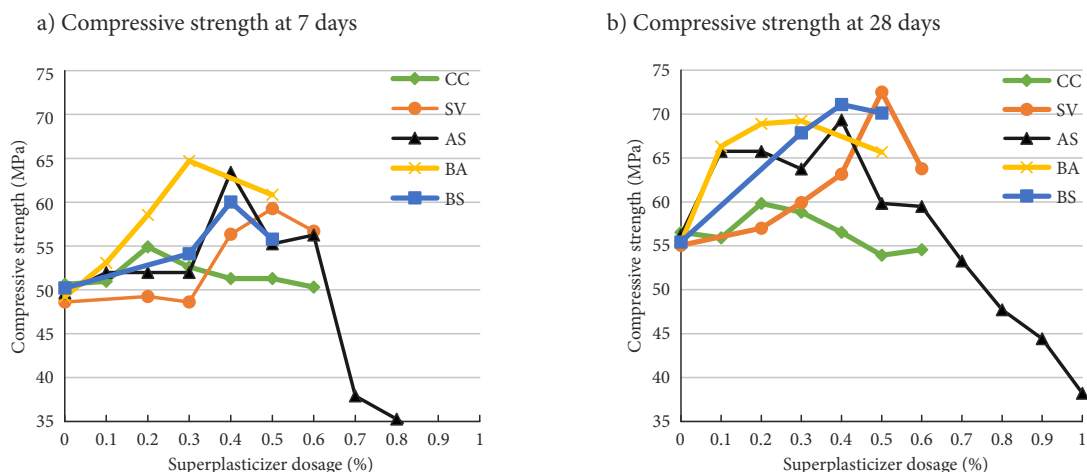 a) Compressive strength at 7 days
75
70
65
60
55
50
45
40
35
0 0.1 0.2 0.3 0.4 0.5 0.6 0.7 0.8 0.9 1
Compressive strength (MPa)
Superplasticizer dosage (%)
CC
SV
AS
BA
BS
b) Compressive strength at 28 days
75
70
65
60
55
50
45
40
35
0 0.1 0.2 0.3 0.4 0.5 0.6 0.7 0.8 0.9 1
Compressive strength (MPa)
Superplasticizer dosage (%)
CC
SV
AS
BA
BS